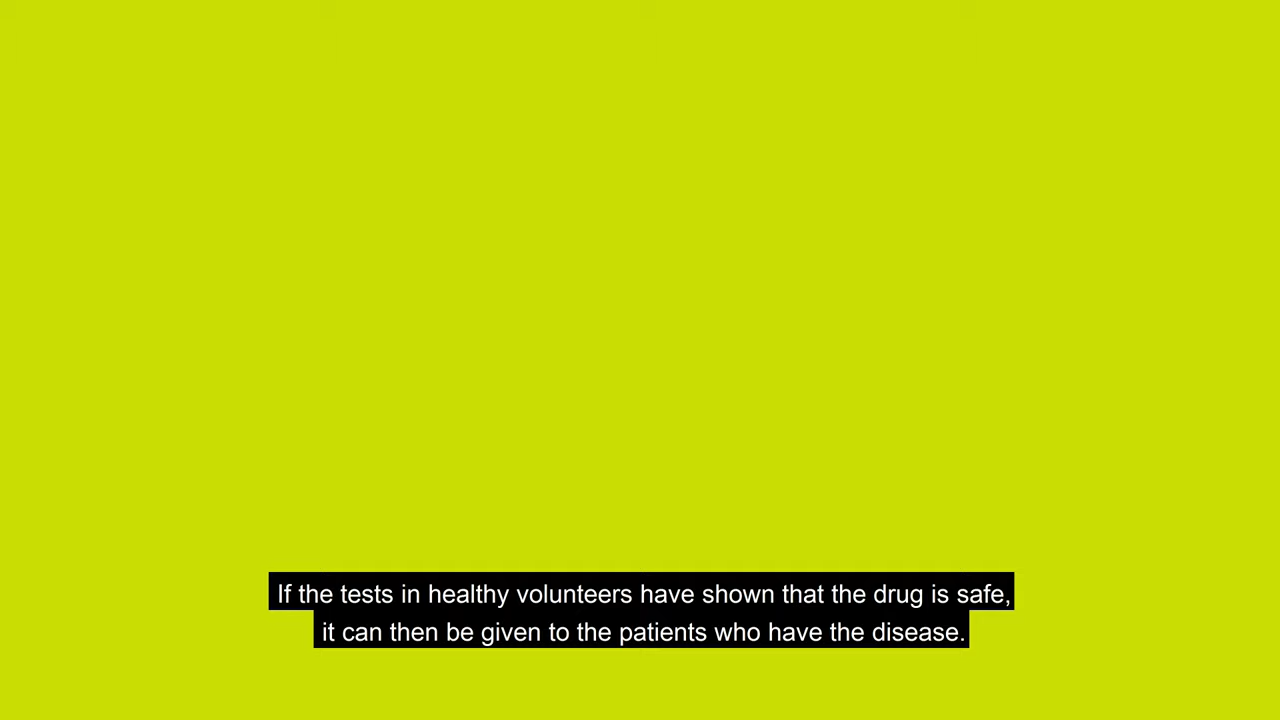 If the tests in healthy volunteers have shown that the drug is safe,
it can then be given to the patients who have the disease.